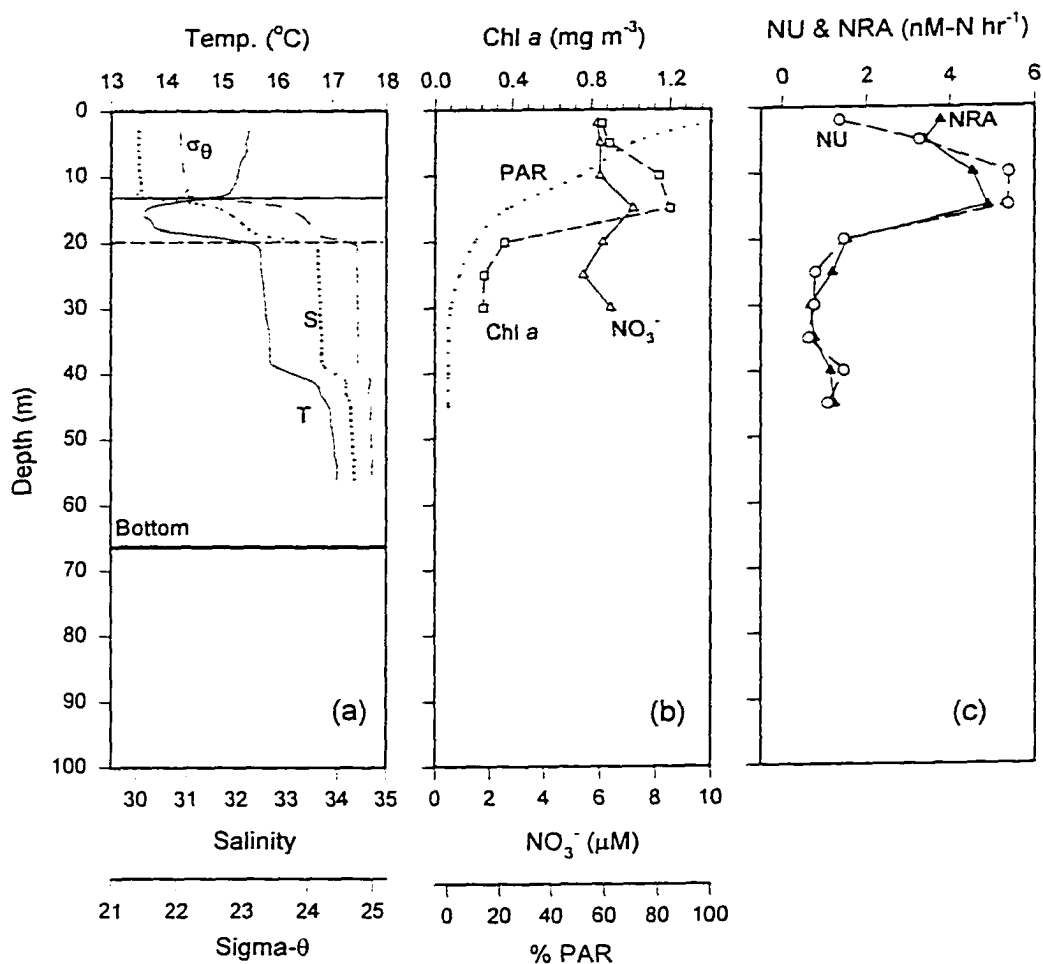 Temp. (°C)
Chl a (mg m⁻³)
NU & NRA (nM-N hr⁻¹)
13 14 15 16 17 18
0 0.4 0.8 1.2
0 2 4 6
0
10
20
30
40
50
60
70
80
90
100
Depth (m)
σθ
S
T
Bottom
(a)
PAR
Chl a
NO₃⁻
(b)
NU
NRA
(c)
30 31 32 33 34 35
Salinity
21 22 23 24 25
Sigma-θ
0 2 4 6 8 10
NO₃⁻ (µM)
0 20 40 60 80 100
% PAR